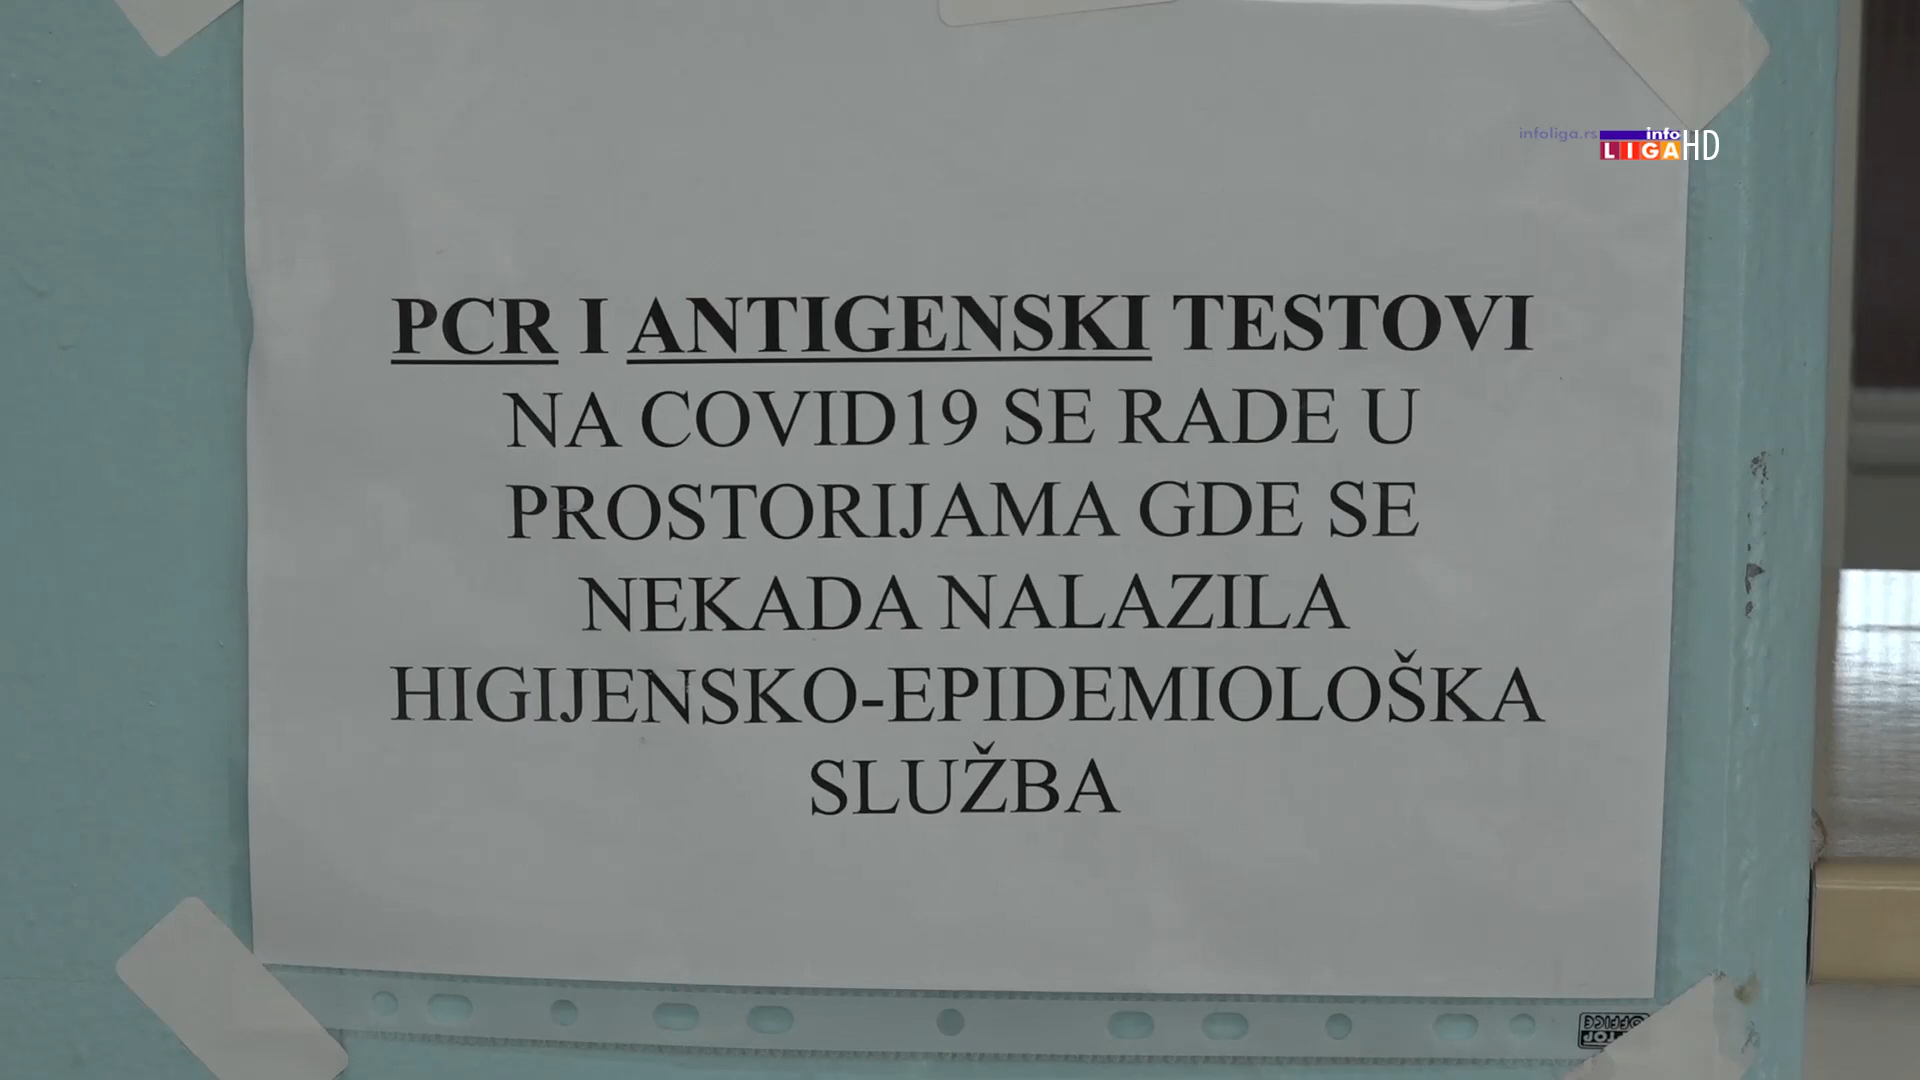 infoliga.rs
info
LIGA HD
PCR I ANTIGENSKI TESTOVI
NA COVID19 SE RADE U
PROSTORIJAMA GDE SE
NEKADA NALAZILA
HIGIJENSKO-EPIDEMIOLOŠKA
SLUŽBA
OFFICE